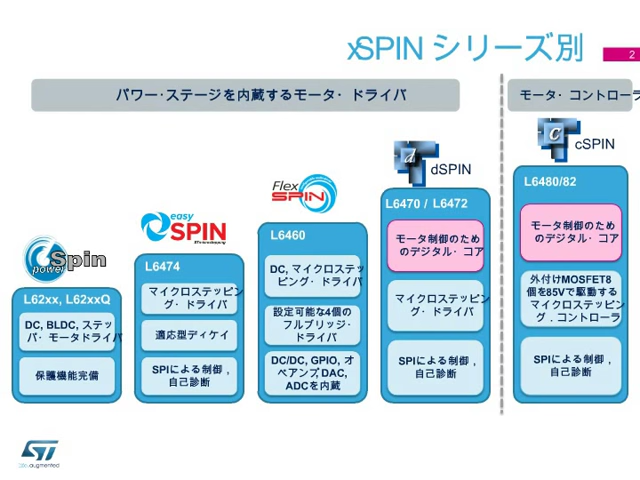 xSPIN シリーズ別
2
パワー・ステージを内蔵するモータ・ドライバ
モータ・コントローラ
power Spin
L62xx, L62xxQ
DC, BLDC, ステッ
パ・モータドライバ
保護機能完備
easy
SPIN
L6474
マイクロステッピン
グ・ドライバ
適応型ディケイ
SPIによる制御,
自己診断
Flex
SPIN
L6460
DC, マイクロステッ
ピング・ドライバ
設定可能な4個の
フルブリッジ・
ドライバ
DC/DC, GPIO, オ
ペアンプ,DAC,
ADCを内蔵
d
dSPIN
L6470 / L6472
モータ制御のため
のデジタル・コア
マイクロステッピン
グ・ドライバ
SPIによる制御,
自己診断
c
cSPIN
L6480/82
モータ制御のため
のデジタル・コア
外付けMOSFET8
個を85Vで駆動する
マイクロステッピン
グ．コントローラ
SPIによる制御,
自己診断
ST
life.augmented